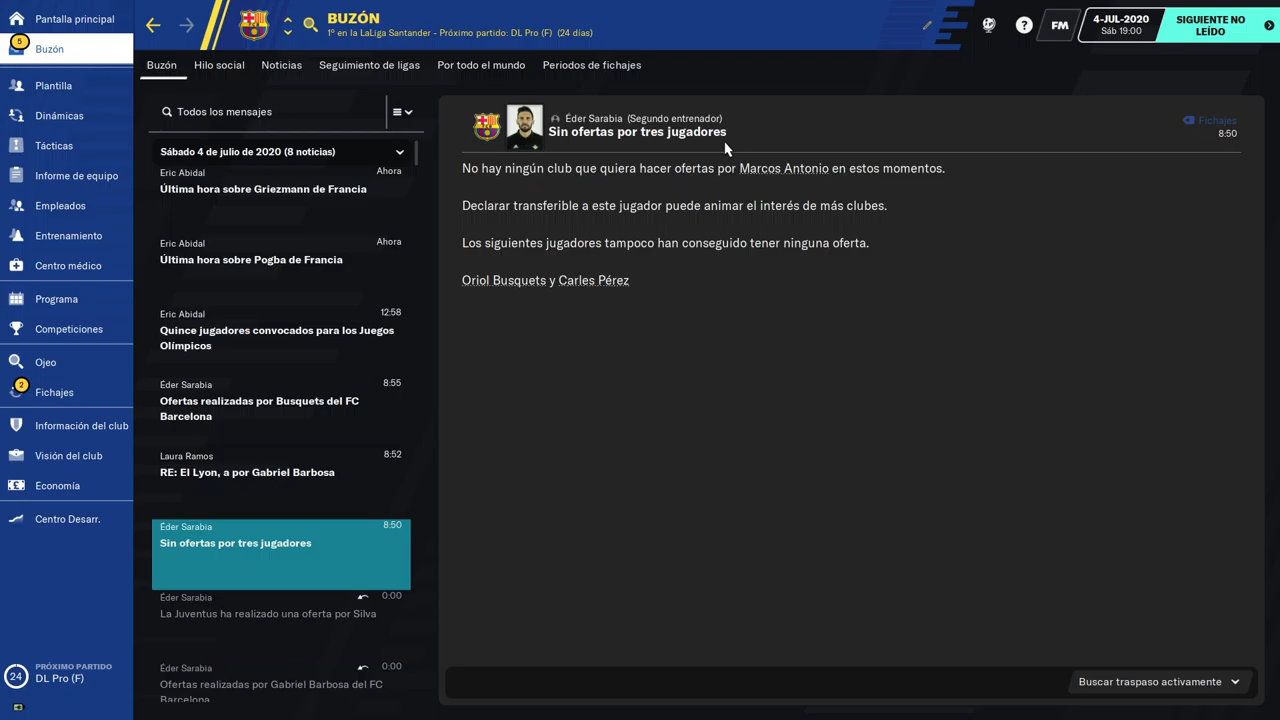 Pantalla principal
5
Buzón
Plantilla
Dinámicas
Tácticas
Informe de equipo
Empleados
Entrenamiento
Centro médico
Programa
Competiciones
Ojeo
2
Fichajes
Información del club
Visión del club
Economía
Centro Desarr.
24
PRÓXIMO PARTIDO
DL Pro (F)
BUZÓN
1º en la LaLiga Santander - Próximo partido: DL Pro (F) (24 días)
?
FM
4-JUL-2020
Sáb 19:00
SIGUIENTE NO
LEÍDO
Buzón
Hilo social
Noticias
Seguimiento de ligas
Por todo el mundo
Periodos de fichajes
Todos los mensajes
Sábado 4 de julio de 2020 (8 noticias)
Eric Abidal Ahora
Última hora sobre Griezmann de Francia
Eric Abidal Ahora
Última hora sobre Pogba de Francia
Eric Abidal 12:58
Quince jugadores convocados para los Juegos
Olímpicos
Éder Sarabia 8:55
Ofertas realizadas por Busquets del FC
Barcelona
Laura Ramos 8:52
RE: El Lyon, a por Gabriel Barbosa
Éder Sarabia 8:50
Sin ofertas por tres jugadores
Éder Sarabia 0:00
La Juventus ha realizado una oferta por Silva
Éder Sarabia 0:00
Ofertas realizadas por Gabriel Barbosa del FC
Barcelona
Éder Sarabia (Segundo entrenador)
Sin ofertas por tres jugadores
Fichajes
8:50
No hay ningún club que quiera hacer ofertas por Marcos Antonio en estos momentos.
Declarar transferible a este jugador puede animar el interés de más clubes.
Los siguientes jugadores tampoco han conseguido tener ninguna oferta.
Oriol Busquets y Carles Pérez
Buscar traspaso activamente